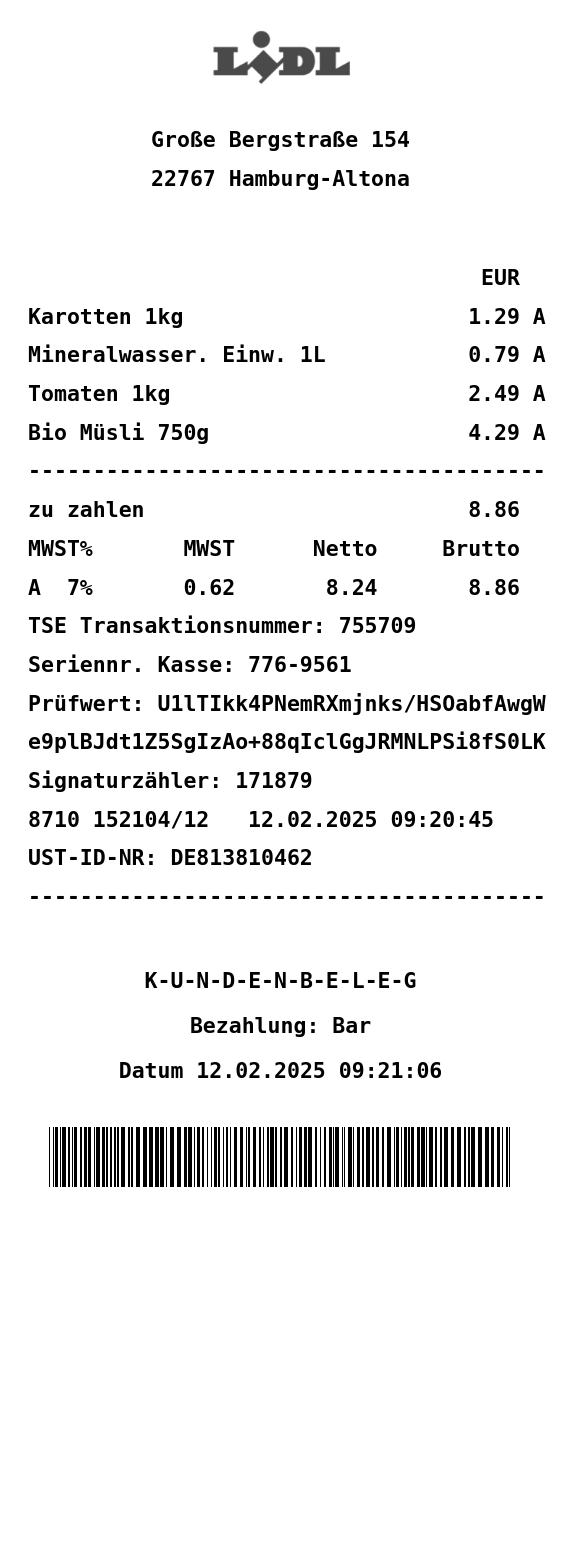 LIDL
Große Bergstraße 154
22767 Hamburg-Altona
EUR
Karotten 1kg 1.29 A
Mineralwasser. Einw. 1L 0.79 A
Tomaten 1kg 2.49 A
Bio Müsli 750g 4.29 A
----------------------------------------
zu zahlen 8.86
MWST% MWST Netto Brutto
A 7% 0.62 8.24 8.86
TSE Transaktionsnummer: 755709
Seriennr. Kasse: 776-9561
Prüfwert: U1lTIkk4PNemRXmjnks/HSOabfAwgW
e9plBJdt1Z5SgIzAo+88qIclGgJRMNLPSi8fS0LK
Signaturzähler: 171879
8710 152104/12 12.02.2025 09:20:45
UST-ID-NR: DE813810462
----------------------------------------
K-U-N-D-E-N-B-E-L-E-G
Bezahlung: Bar
Datum 12.02.2025 09:21:06